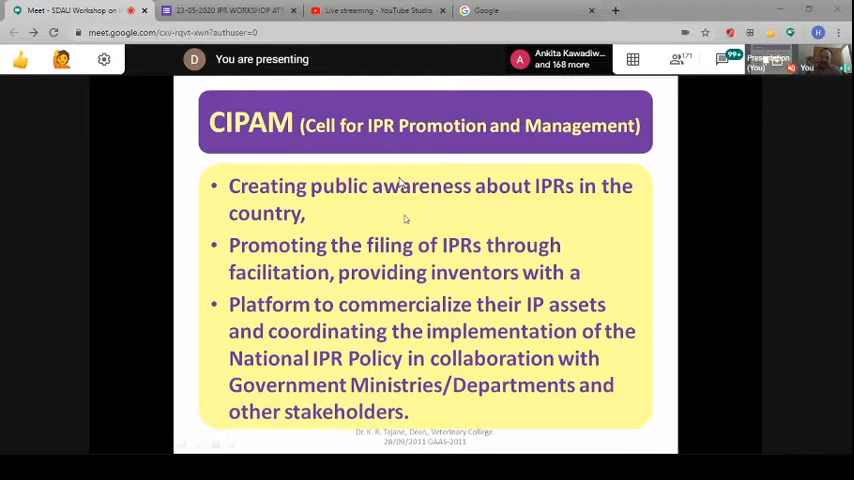 Meet - SDAU Workshop on
23-05-2020 IPR WORKSHOP ATT
Live streaming - YouTube Studio
Google
meet.google.com/cxv-rqvt-xwn?authuser=0
H
D You are presenting
A Ankita Kawadiw...
and 168 more
171
99+
Presentation
(You)
You
CIPAM (Cell for IPR Promotion and Management)
• Creating public awareness about IPRs in the
country,
• Promoting the filing of IPRs through
facilitation, providing inventors with a
• Platform to commercialize their IP assets
and coordinating the implementation of the
National IPR Policy in collaboration with
Government Ministries/Departments and
other stakeholders.
Dr. K. R. Tajane, Dean, Veterinary College.
28/09/2011 GAAS-2011